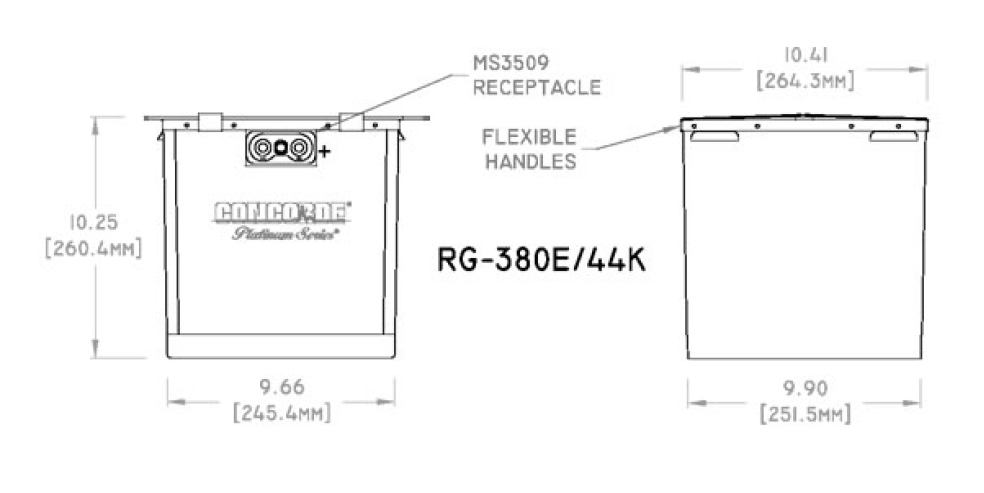 MS3509
RECEPTACLE
10.41
[264.3MM]
FLEXIBLE
HANDLES
+
10.25
[260.4MM]
CONCORDE®
Platinum Series®
RG-380E/44K
9.66
[245.4MM]
9.90
[251.5MM]